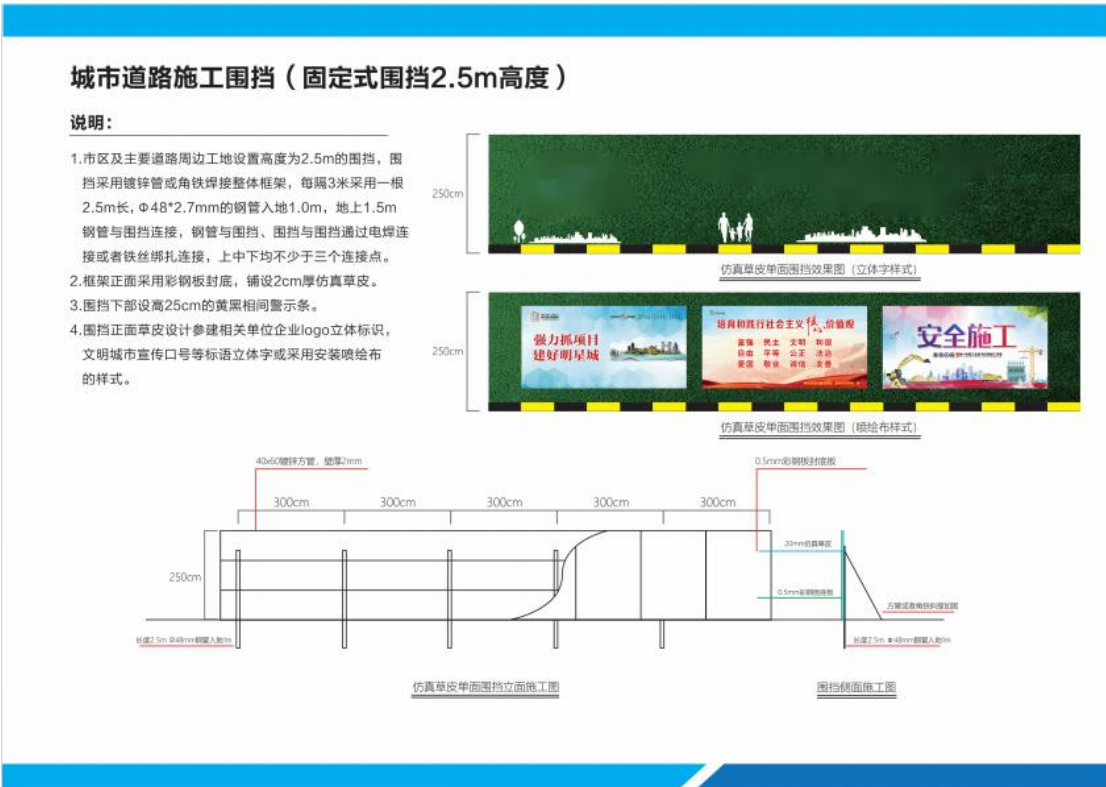 城市道路施工围挡（固定式围挡2.5m高度）
说明：
1.市区及主要道路周边工地设置高度为2.5m的围挡，围
挡采用镀锌管或角铁焊接整体框架，每隔3米采用一根
2.5m长，Φ48*2.7mm的钢管入地1.0m，地上1.5m
钢管与围挡连接，钢管与围挡、围挡与围挡通过电焊连
接或者铁丝绑扎连接，上中下均不少于三个连接点。
2.框架正面采用彩钢板封底，铺设2cm厚仿真草皮。
3.围挡下部设高25cm的黄黑相间警示条。
4.围挡正面草皮设计参建相关单位企业logo立体标识，
文明城市宣传口号等标语立体字或采用安装喷绘布
的样式。
250cm
仿真草皮单面围挡效果图（立体字样式）
250cm
强力抓项目
建好明星城
培育和践行社会主义核心价值观
富强 民主 文明 和谐
自由 平等 公正 法治
爱国 敬业 诚信 友善
安全施工
仿真草皮单面围挡效果图（喷绘布样式）
40x60镀锌方管、壁厚2mm
0.5mm彩钢板封底板
300cm 300cm 300cm 300cm 300cm
250cm
20mm仿真草皮
0.5mm彩钢板底板
方管或者角铁斜撑加固
长度2.5m Φ48mm钢管入地1m
长度2.5m Φ48mm钢管入地1m
仿真草皮单面围挡立面施工图
围挡侧面施工图